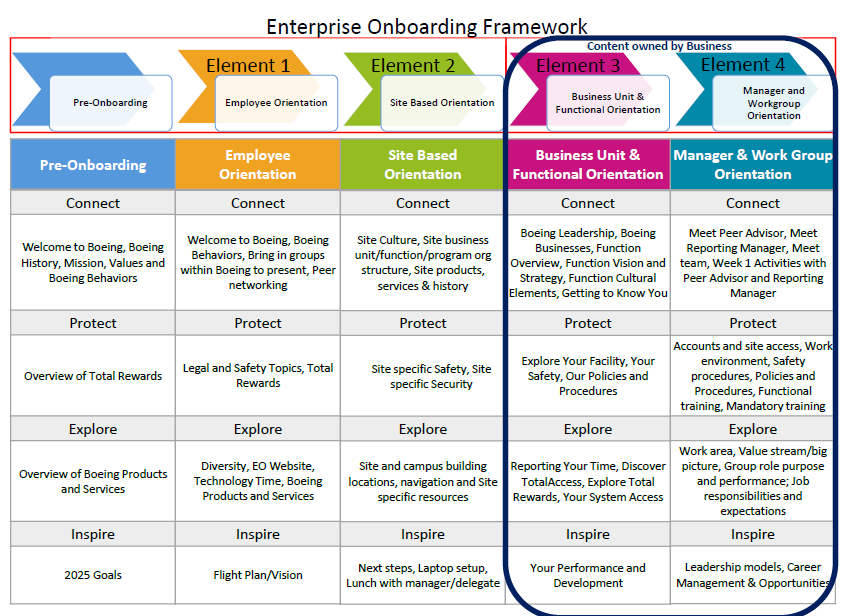 Enterprise Onboarding Framework
Content owned by Business
Pre-Onboarding
Element 1
Employee Orientation
Element 2
Site Based Orientation
Element 3
Business Unit &
Functional Orientation
Element 4
Manager and
Workgroup
Orientation
Pre-Onboarding
Employee
Orientation
Site Based
Orientation
Business Unit &
Functional Orientation
Manager & Work Group
Orientation
Connect
Connect
Connect
Connect
Connect
Welcome to Boeing, Boeing
History, Mission, Values and
Boeing Behaviors
Welcome to Boeing, Boeing
Behaviors, Bring in groups
within Boeing to present, Peer
networking
Site Culture, Site business
unit/function/program org
structure, Site products,
services & history
Boeing Leadership, Boeing
Businesses, Function
Overview, Function Vision and
Strategy, Function Cultural
Elements, Getting to Know You
Meet Peer Advisor, Meet
Reporting Manager, Meet
team, Week 1 Activities with
Peer Advisor and Reporting
Manager
Protect
Protect
Protect
Protect
Protect
Overview of Total Rewards
Legal and Safety Topics, Total
Rewards
Site specific Safety, Site
specific Security
Explore Your Facility, Your
Safety, Our Policies and
Procedures
Accounts and site access, Work
environment, Safety
procedures, Policies and
Procedures, Functional
training, Mandatory training
Explore
Explore
Explore
Explore
Explore
Overview of Boeing Products
and Services
Diversity, EO Website,
Technology Time, Boeing
Products and Services
Site and campus building
locations, navigation and Site
specific resources
Reporting Your Time, Discover
TotalAccess, Explore Total
Rewards, Your System Access
Work area, Value stream/big
picture, Group role purpose
and performance; Job
responsibilities and
expectations
Inspire
Inspire
Inspire
Inspire
Inspire
2025 Goals
Flight Plan/Vision
Next steps, Laptop setup,
Lunch with manager/delegate
Your Performance and
Development
Leadership models, Career
Management & Opportunities